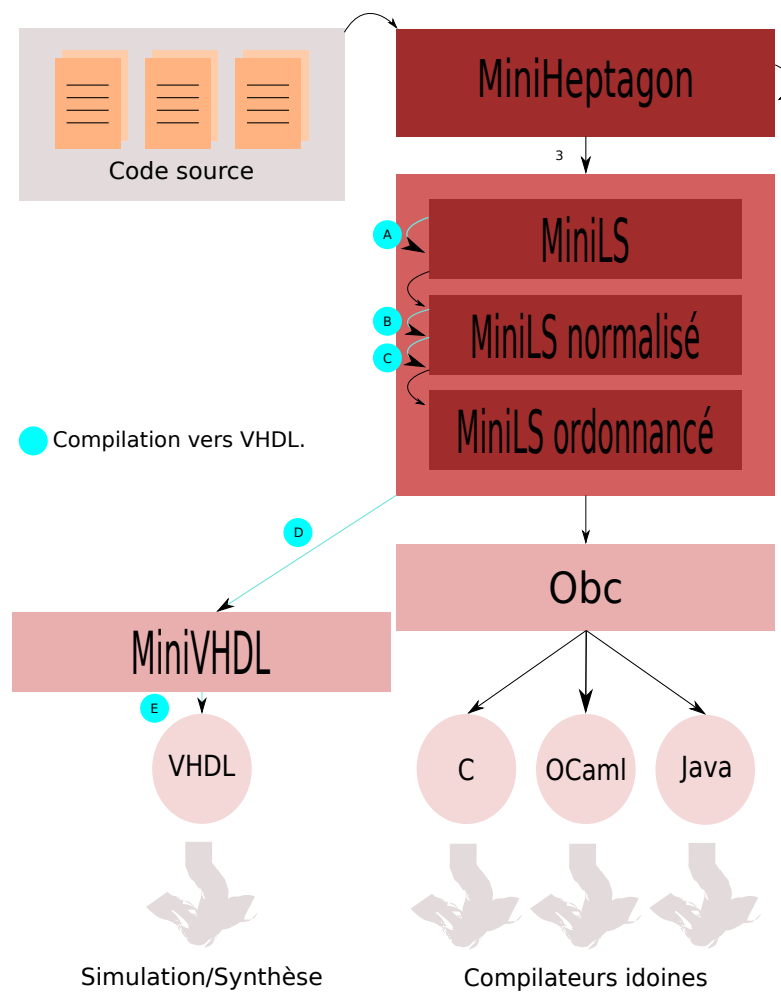 MiniHeptagon
Code source
3
MiniLS
A
MiniLS normalisé
B
C
MiniLS ordonnancé
Compilation vers VHDL.
D
Obc
MiniVHDL
E
VHDL
C
OCaml
Java
Simulation/Synthèse
Compilateurs idoines